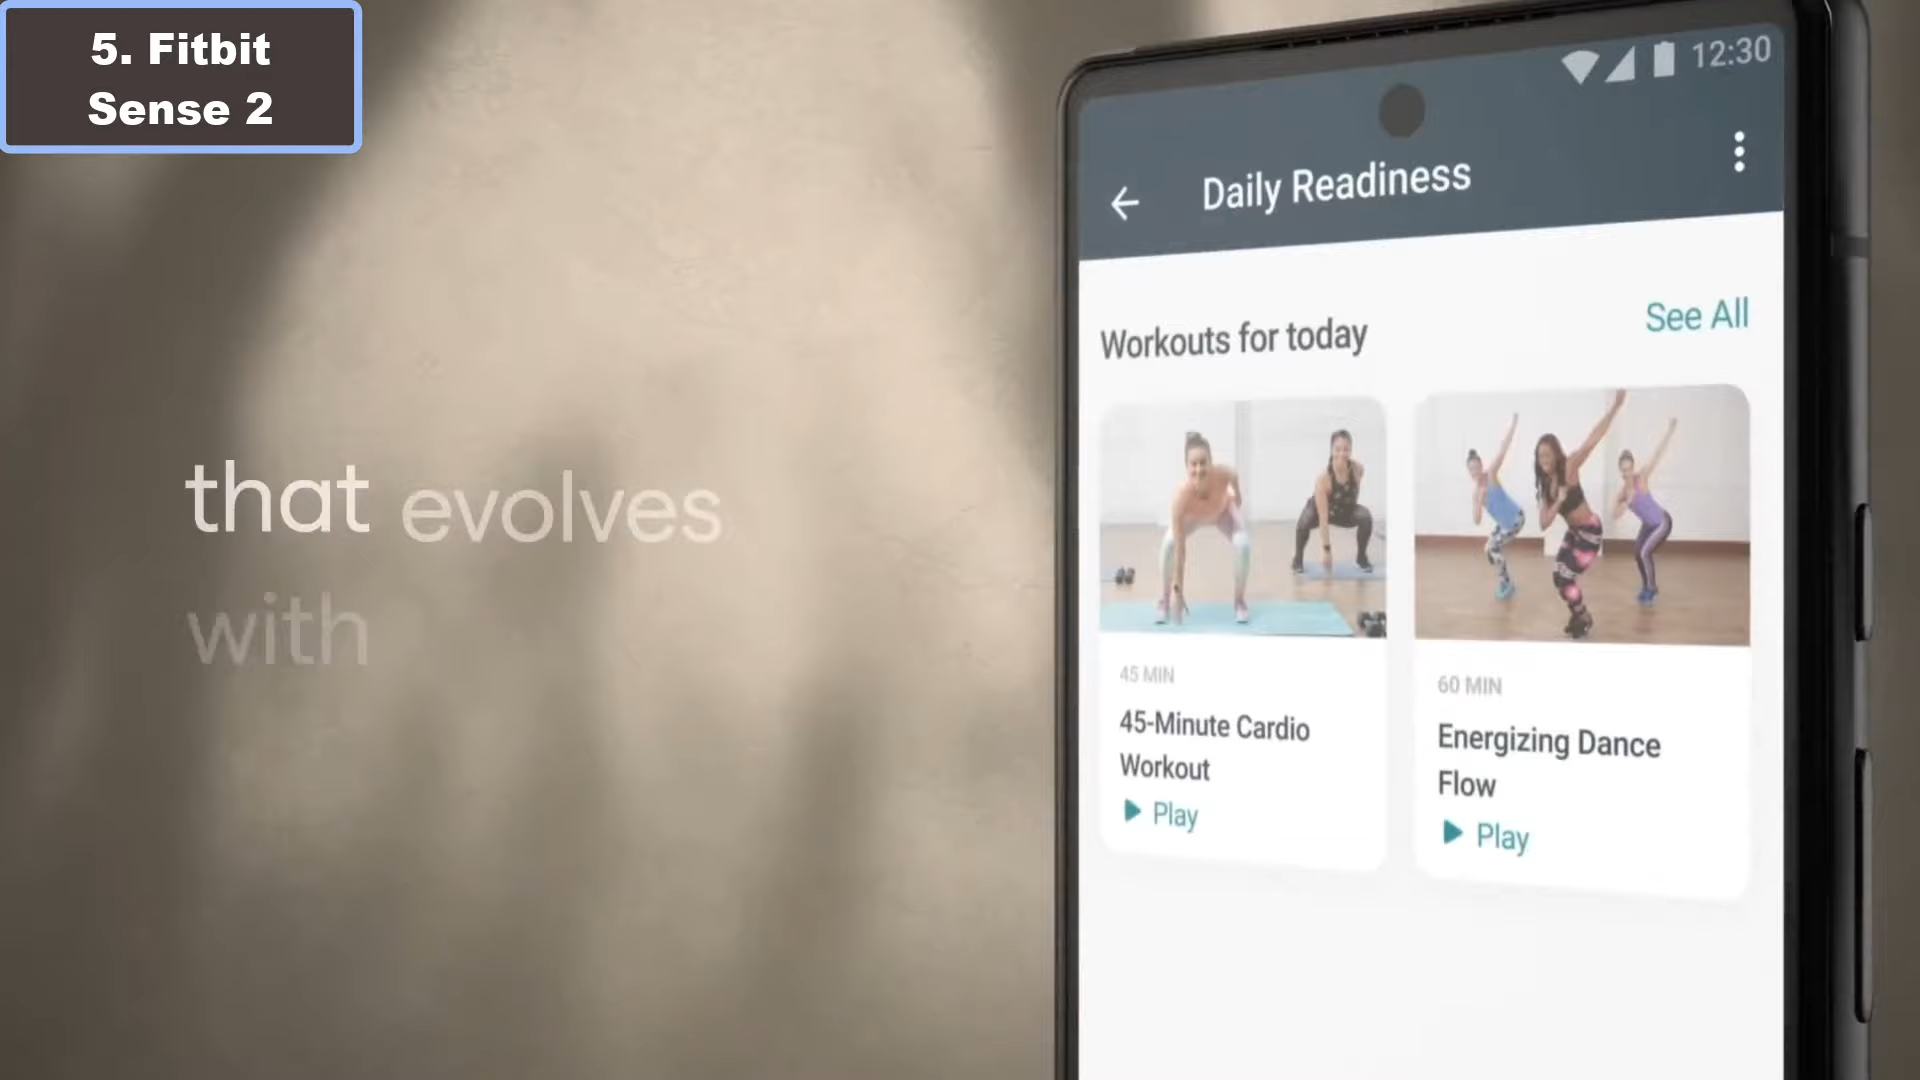 5. Fitbit
Sense 2
that evolves
with
12:30
Daily Readiness
Workouts for today
See All
45 MIN
45-Minute Cardio
Workout
Play
60 MIN
Energizing Dance
Flow
Play